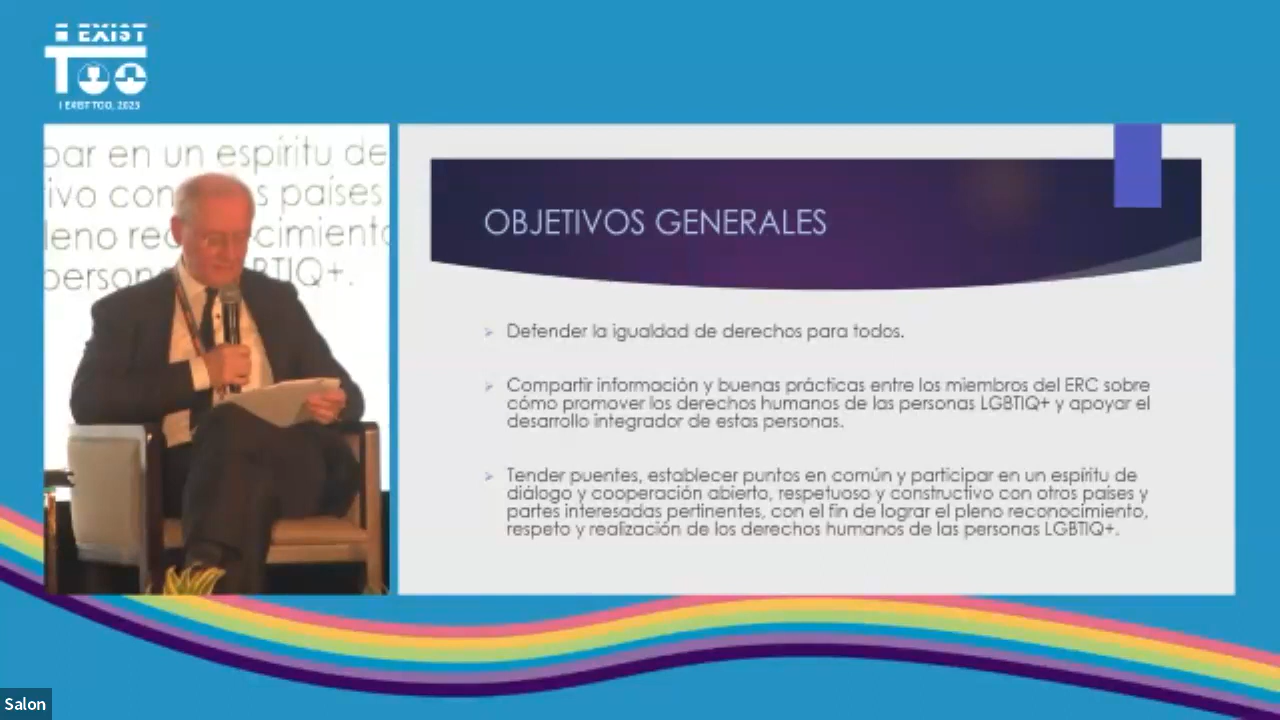 I EXIST
TOO
I EXIST TOO, 2023
par en un espíritu de
ivo con s países
leno rec cimiento
person BTIQ+.
OBJETIVOS GENERALES
Defender la igualdad de derechos para todos.
Compartir información y buenas prácticas entre los miembros del ERC sobre
cómo promover los derechos humanos de las personas LGBTIQ+ y apoyar el
desarrollo integrador de estas personas.
Tender puentes, establecer puntos en común y participar en un espíritu de
diálogo y cooperación abierto, respetuoso y constructivo con otros países y
partes interesadas pertinentes, con el fin de lograr el pleno reconocimiento,
respeto y realización de los derechos humanos de las personas LGBTIQ+.
Salon